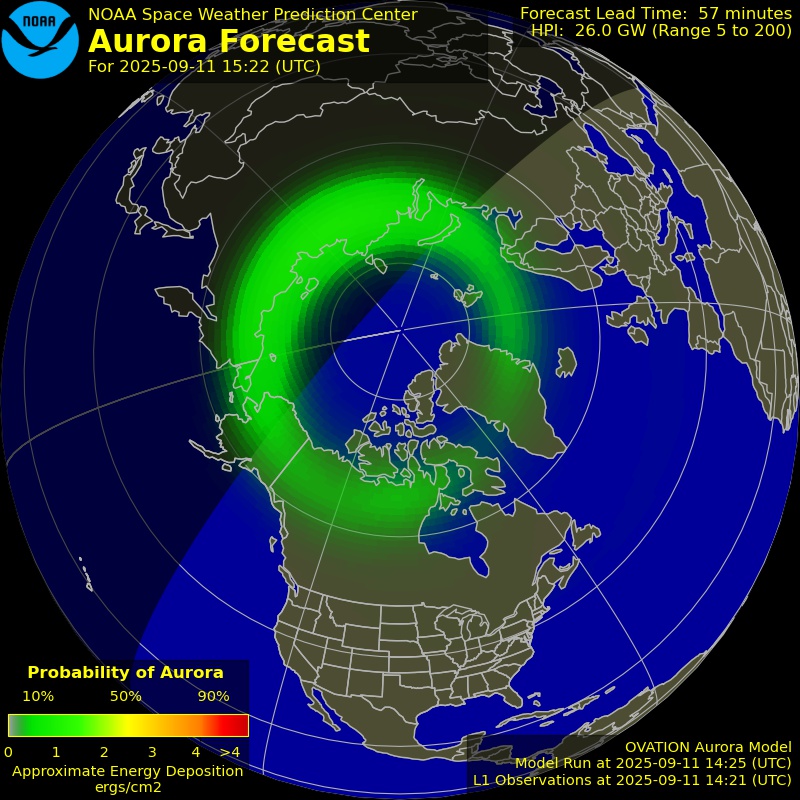 NOAA
NOAA Space Weather Prediction Center
Aurora Forecast
For 2025-09-11 15:22 (UTC)
Forecast Lead Time: 57 minutes
HPI: 26.0 GW (Range 5 to 200)
Probability of Aurora
10% 50% 90%
0 1 2 3 4 >4
Approximate Energy Deposition
ergs/cm2
OVATION Aurora Model
Model Run at 2025-09-11 14:25 (UTC)
L1 Observations at 2025-09-11 14:21 (UTC)